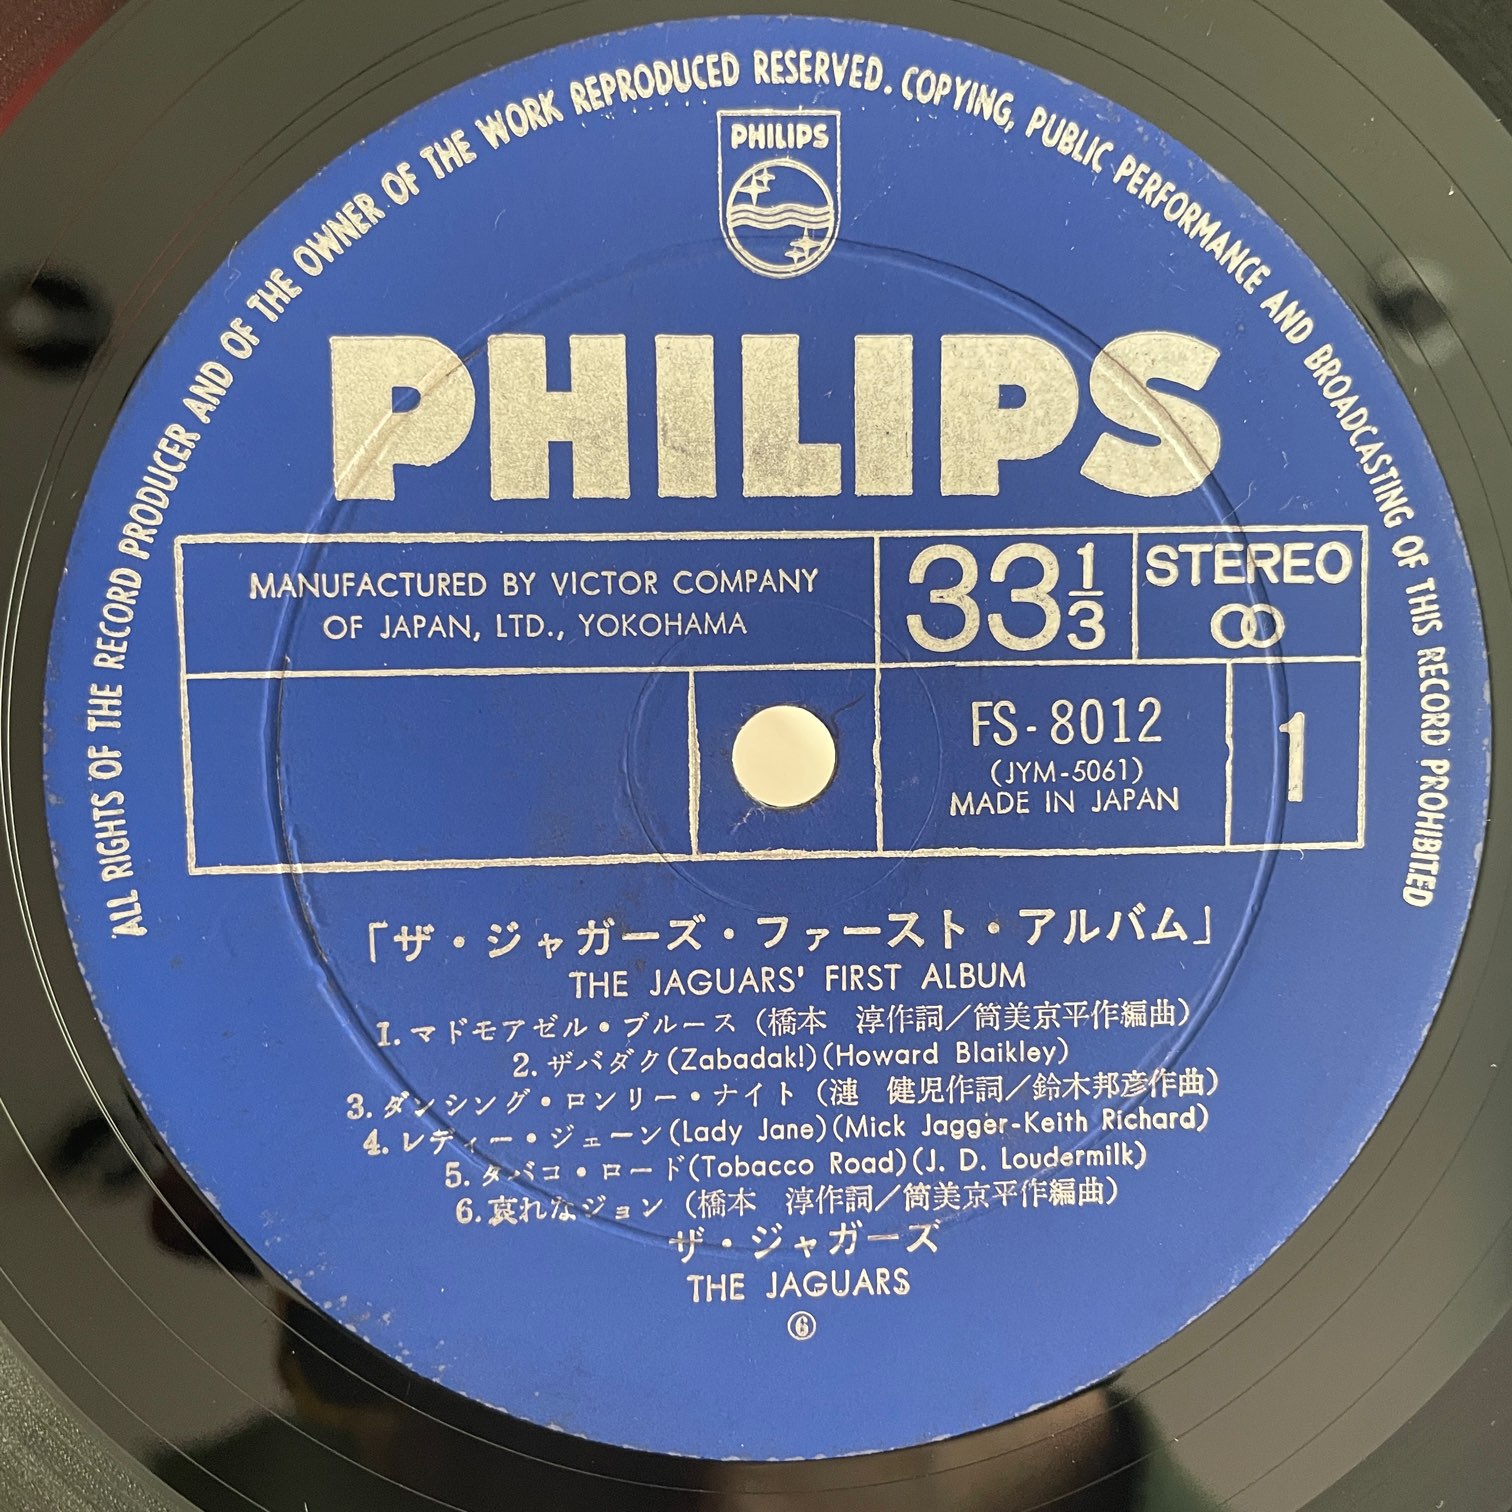 ALL RIGHTS OF THE RECORD PRODUCER AND OF THE OWNER OF THE WORK REPRODUCED RESERVED. COPYING, PUBLIC PERFORMANCE AND BROADCASTING OF THIS RECORD PROHIBITED
PHILIPS
PHILIPS
MANUFACTURED BY VICTOR COMPANY
OF JAPAN, LTD., YOKOHAMA
33 1/3
STEREO
FS-8012
(JYM-5061)
MADE IN JAPAN
1
「ザ・ジャガーズ・ファースト・アルバム」
THE JAGUARS' FIRST ALBUM
1. マドモアゼル・ブルース（橋本　淳作詞／筒美京平作編曲）
2. ザバダク(Zabadak!)(Howard Blaikley)
3. ダンシング・ロンリー・ナイト（漣　健児作詞／鈴木邦彦作曲）
4. レディー・ジェーン(Lady Jane)(Mick Jagger-Keith Richard)
5. タバコ・ロード(Tobacco Road)(J. D. Loudermilk)
6. 哀れなジョン（橋本　淳作詞／筒美京平作編曲）
ザ・ジャガーズ
THE JAGUARS
⑥